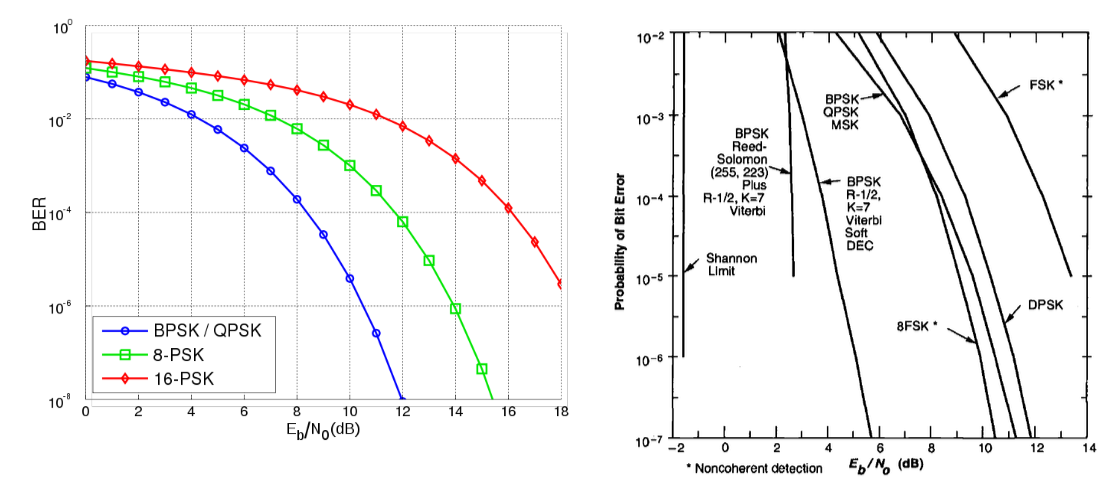 10^0
10^-2
10^-4
10^-6
10^-8
BER
0 2 4 6 8 10 12 14 16 18
E_b/N_0(dB)
BPSK / QPSK
8-PSK
16-PSK
10^-2
10^-3
10^-4
10^-5
10^-6
10^-7
Probability of Bit Error
BPSK
Reed-
Solomon
(255, 223)
Plus
R-1/2, K=7
Viterbi
BPSK
QPSK
MSK
FSK *
BPSK
R-1/2,
K=7
Viterbi
Soft
DEC
Shannon
Limit
8FSK *
DPSK
-2 0 2 4 6 8 10 12 14
* Noncoherent detection
E_b/N_o (dB)